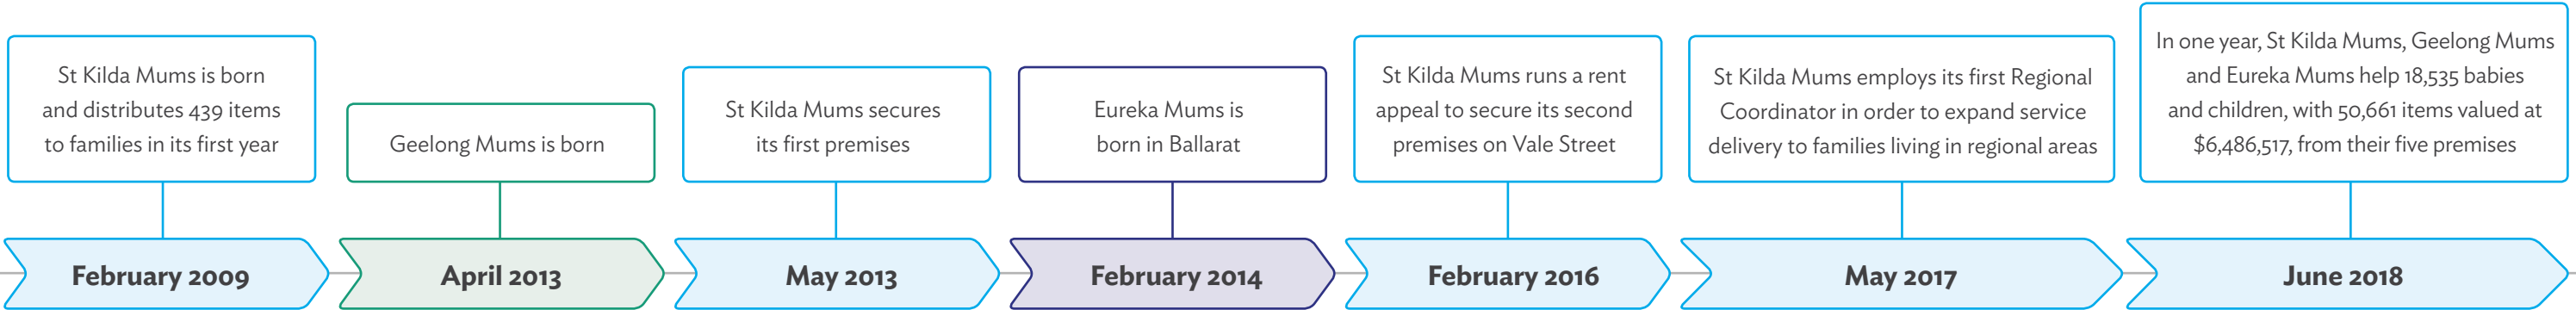 St Kilda Mums is born
and distributes 439 items
to families in its first year
February 2009
Geelong Mums is born
April 2013
St Kilda Mums secures
its first premises
May 2013
Eureka Mums is
born in Ballarat
February 2014
St Kilda Mums runs a rent
appeal to secure its second
premises on Vale Street
February 2016
St Kilda Mums employs its first Regional
Coordinator in order to expand service
delivery to families living in regional areas
May 2017
In one year, St Kilda Mums, Geelong Mums
and Eureka Mums help 18,535 babies
and children, with 50,661 items valued at
$6,486,517, from their five premises
June 2018